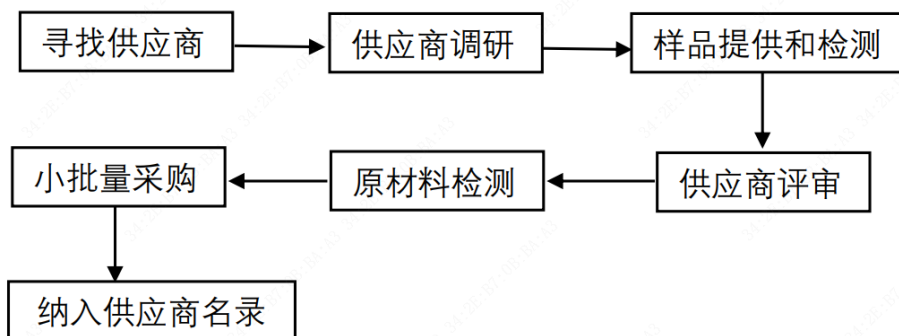 寻找供应商
供应商调研
样品提供和检测
供应商评审
原材料检测
小批量采购
纳入供应商名录